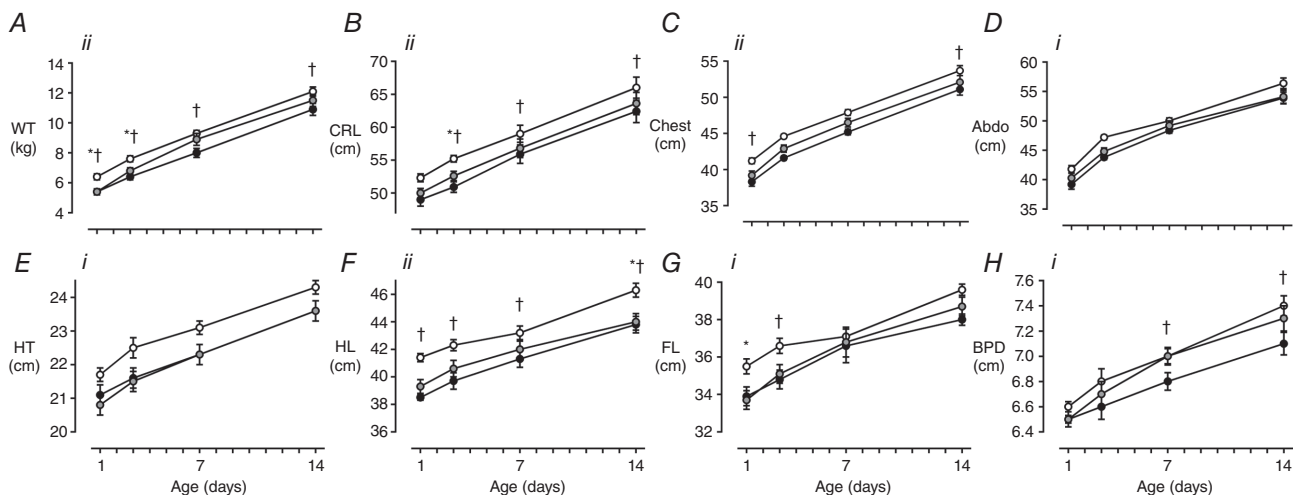 A ii
WT
(kg)
14
12
10
8
6
4
*†
*†
†
†
B ii
CRL
(cm)
70
65
60
55
50
*†
†
†
C ii
Chest
(cm)
55
50
45
40
35
†
†
D i
Abdo
(cm)
60
55
50
45
40
35
E i
HT
(cm)
24
23
22
21
20
1 7 14
Age (days)
F ii
HL
(cm)
46
44
42
40
38
36
†
†
†
*†
1 7 14
Age (days)
G i
FL
(cm)
40
38
36
34
32
*
†
1 7 14
Age (days)
H i
BPD
(cm)
7.6
7.4
7.2
7.0
6.8
6.6
6.4
†
†
1 7 14
Age (days)